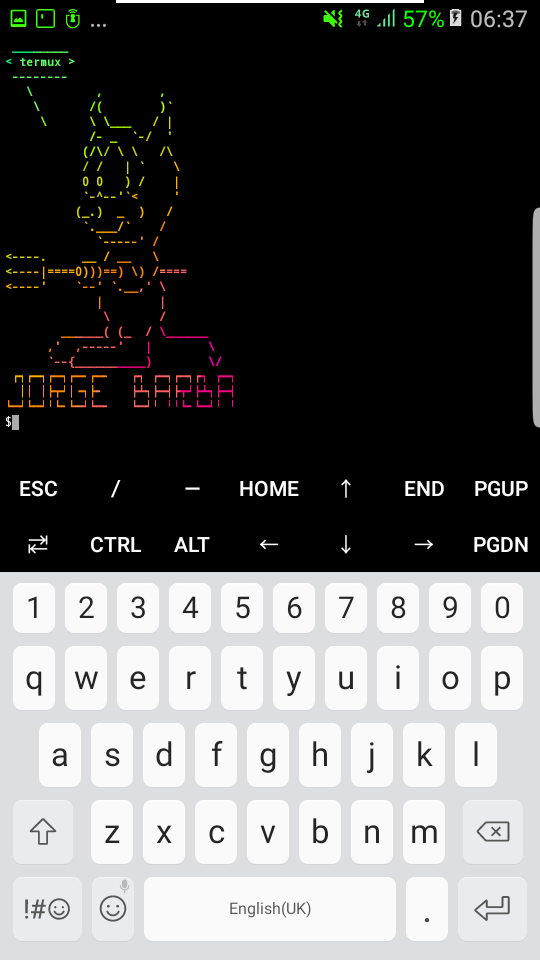 ... 4G 57% 06:37
< termux >
JORGE BARBA
$
ESC / — HOME ↑ END PGUP
⇄ CTRL ALT ← ↓ → PGDN
1 2 3 4 5 6 7 8 9 0
q w e r t y u i o p
a s d f g h j k l
z x c v b n m
!#☺ English(UK) .